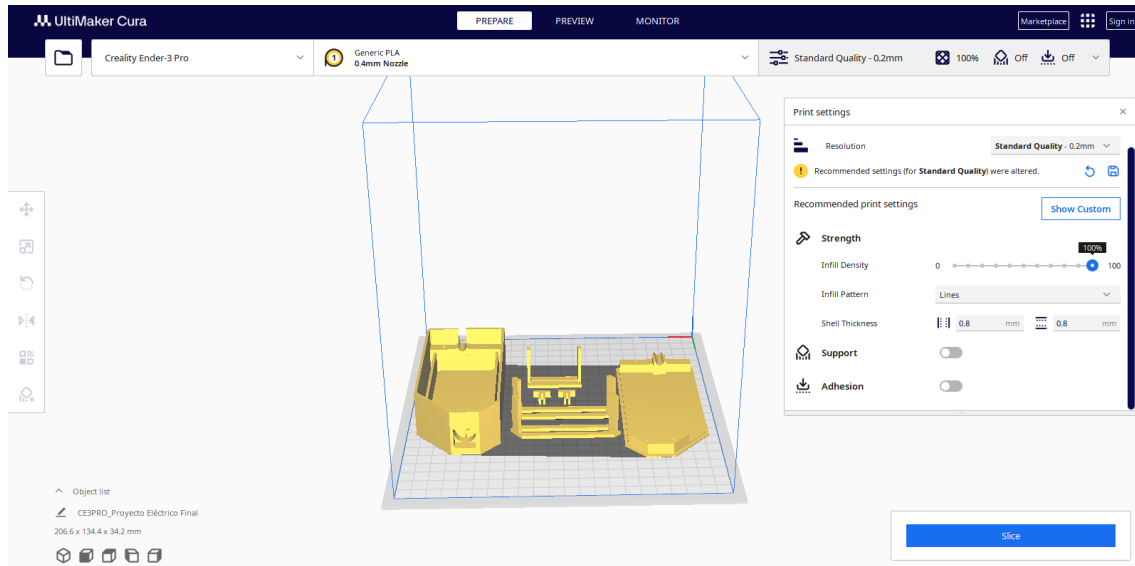 UltiMaker Cura
PREPARE
PREVIEW
MONITOR
Marketplace
Sign in
Creality Ender-3 Pro
1
Generic PLA
0.4mm Nozzle
Standard Quality - 0.2mm
100%
Off
Off
Print settings
Resolution
Standard Quality - 0.2mm
! Recommended settings (for Standard Quality) were altered.
Recommended print settings
Show Custom
Strength
100%
Infill Density
0
100
Infill Pattern
Lines
Shell Thickness
0.8 mm
0.8 mm
Support
Adhesion
Object list
CE3PRO_Proyecto Eléctrico Final
206.6 x 134.4 x 34.2 mm
Slice